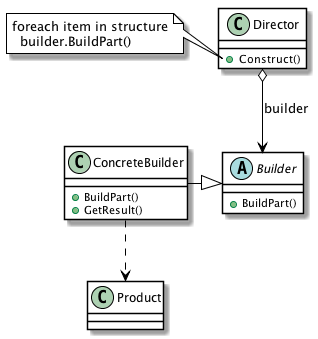 foreach item in structure
builder.BuildPart()
C Director
Construct()
builder
C ConcreteBuilder
BuildPart()
GetResult()
A Builder
BuildPart()
C Product